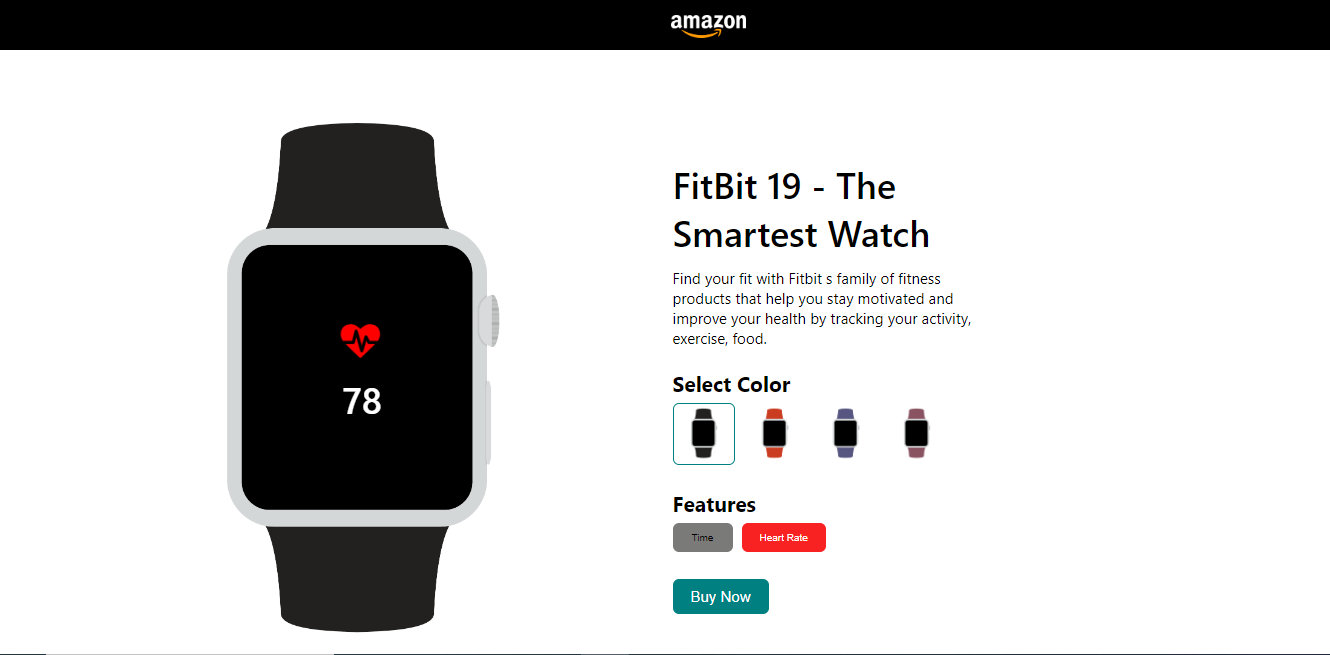 amazon
FitBit 19 - The
Smartest Watch
Find your fit with Fitbit s family of fitness
products that help you stay motivated and
improve your health by tracking your activity,
exercise, food.
78
Select Color
Features
Time Heart Rate
Buy Now